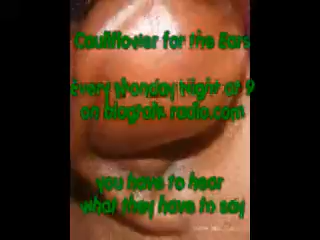 Cauliflower for the Ears
Every Monday Night at 9
on blogtalk radio.com
you have to hear
what they have to say